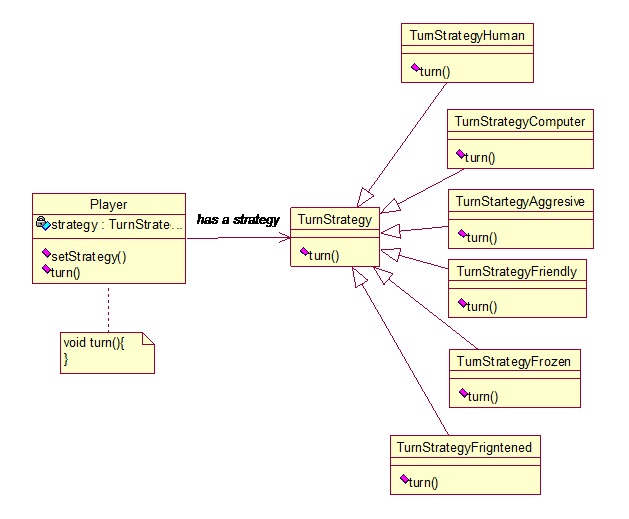 TurnStrategyHuman
turn()
TurnStrategyComputer
turn()
Player
strategy : TurnStrate...
setStrategy()
turn()
has a strategy
TurnStrategy
turn()
TurnStartegyAggresive
turn()
TurnStrategyFriendly
turn()
void turn(){
}
TurnStrategyFrozen
turn()
TurnStrategyFrigntened
turn()